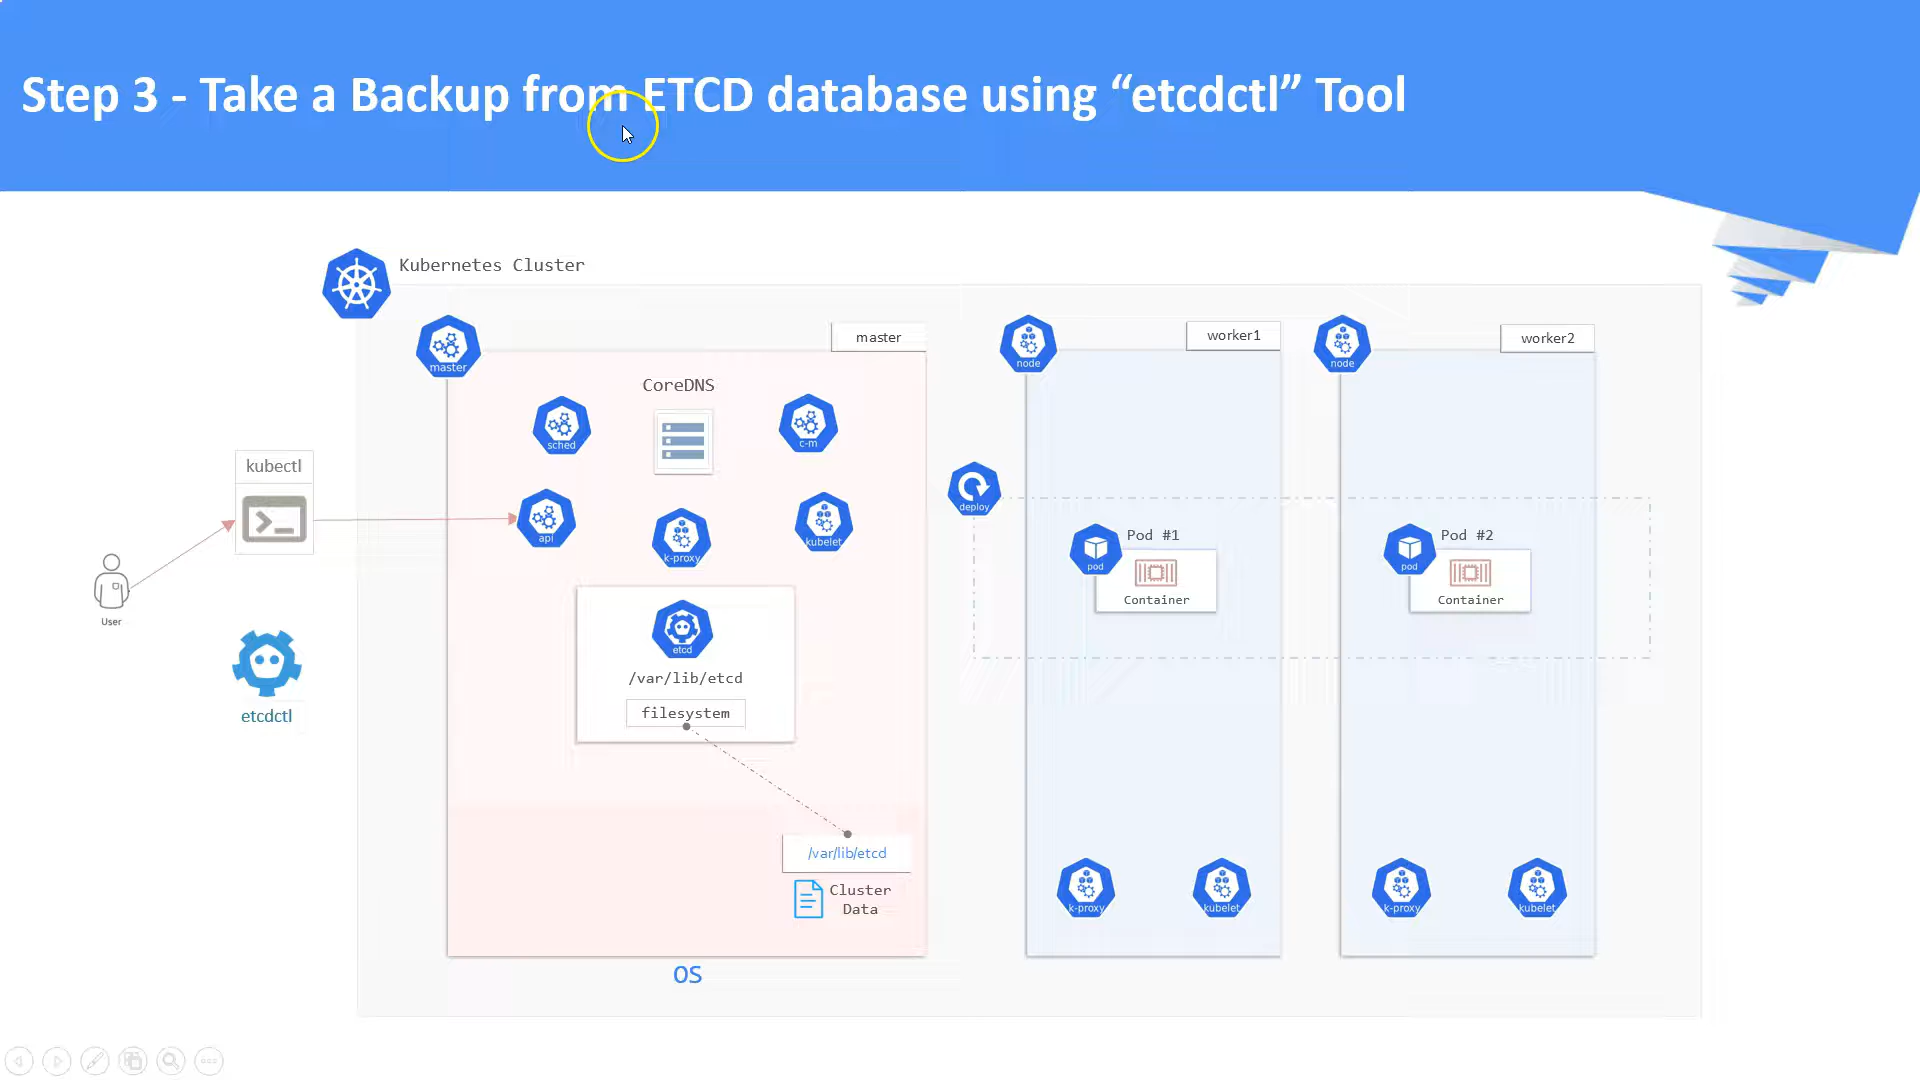 Step 3 - Take a Backup from ETCD database using “etcdctl” Tool
Kubernetes Cluster
master
worker1
worker2
master
node
node
CoreDNS
sched
c-m
kubectl
deploy
api
k-proxy
kubelet
Pod #1
Pod #2
pod
pod
Container
Container
User
etcd
/var/lib/etcd
filesystem
etcdctl
/var/lib/etcd
Cluster
Data
k-proxy
kubelet
k-proxy
kubelet
OS